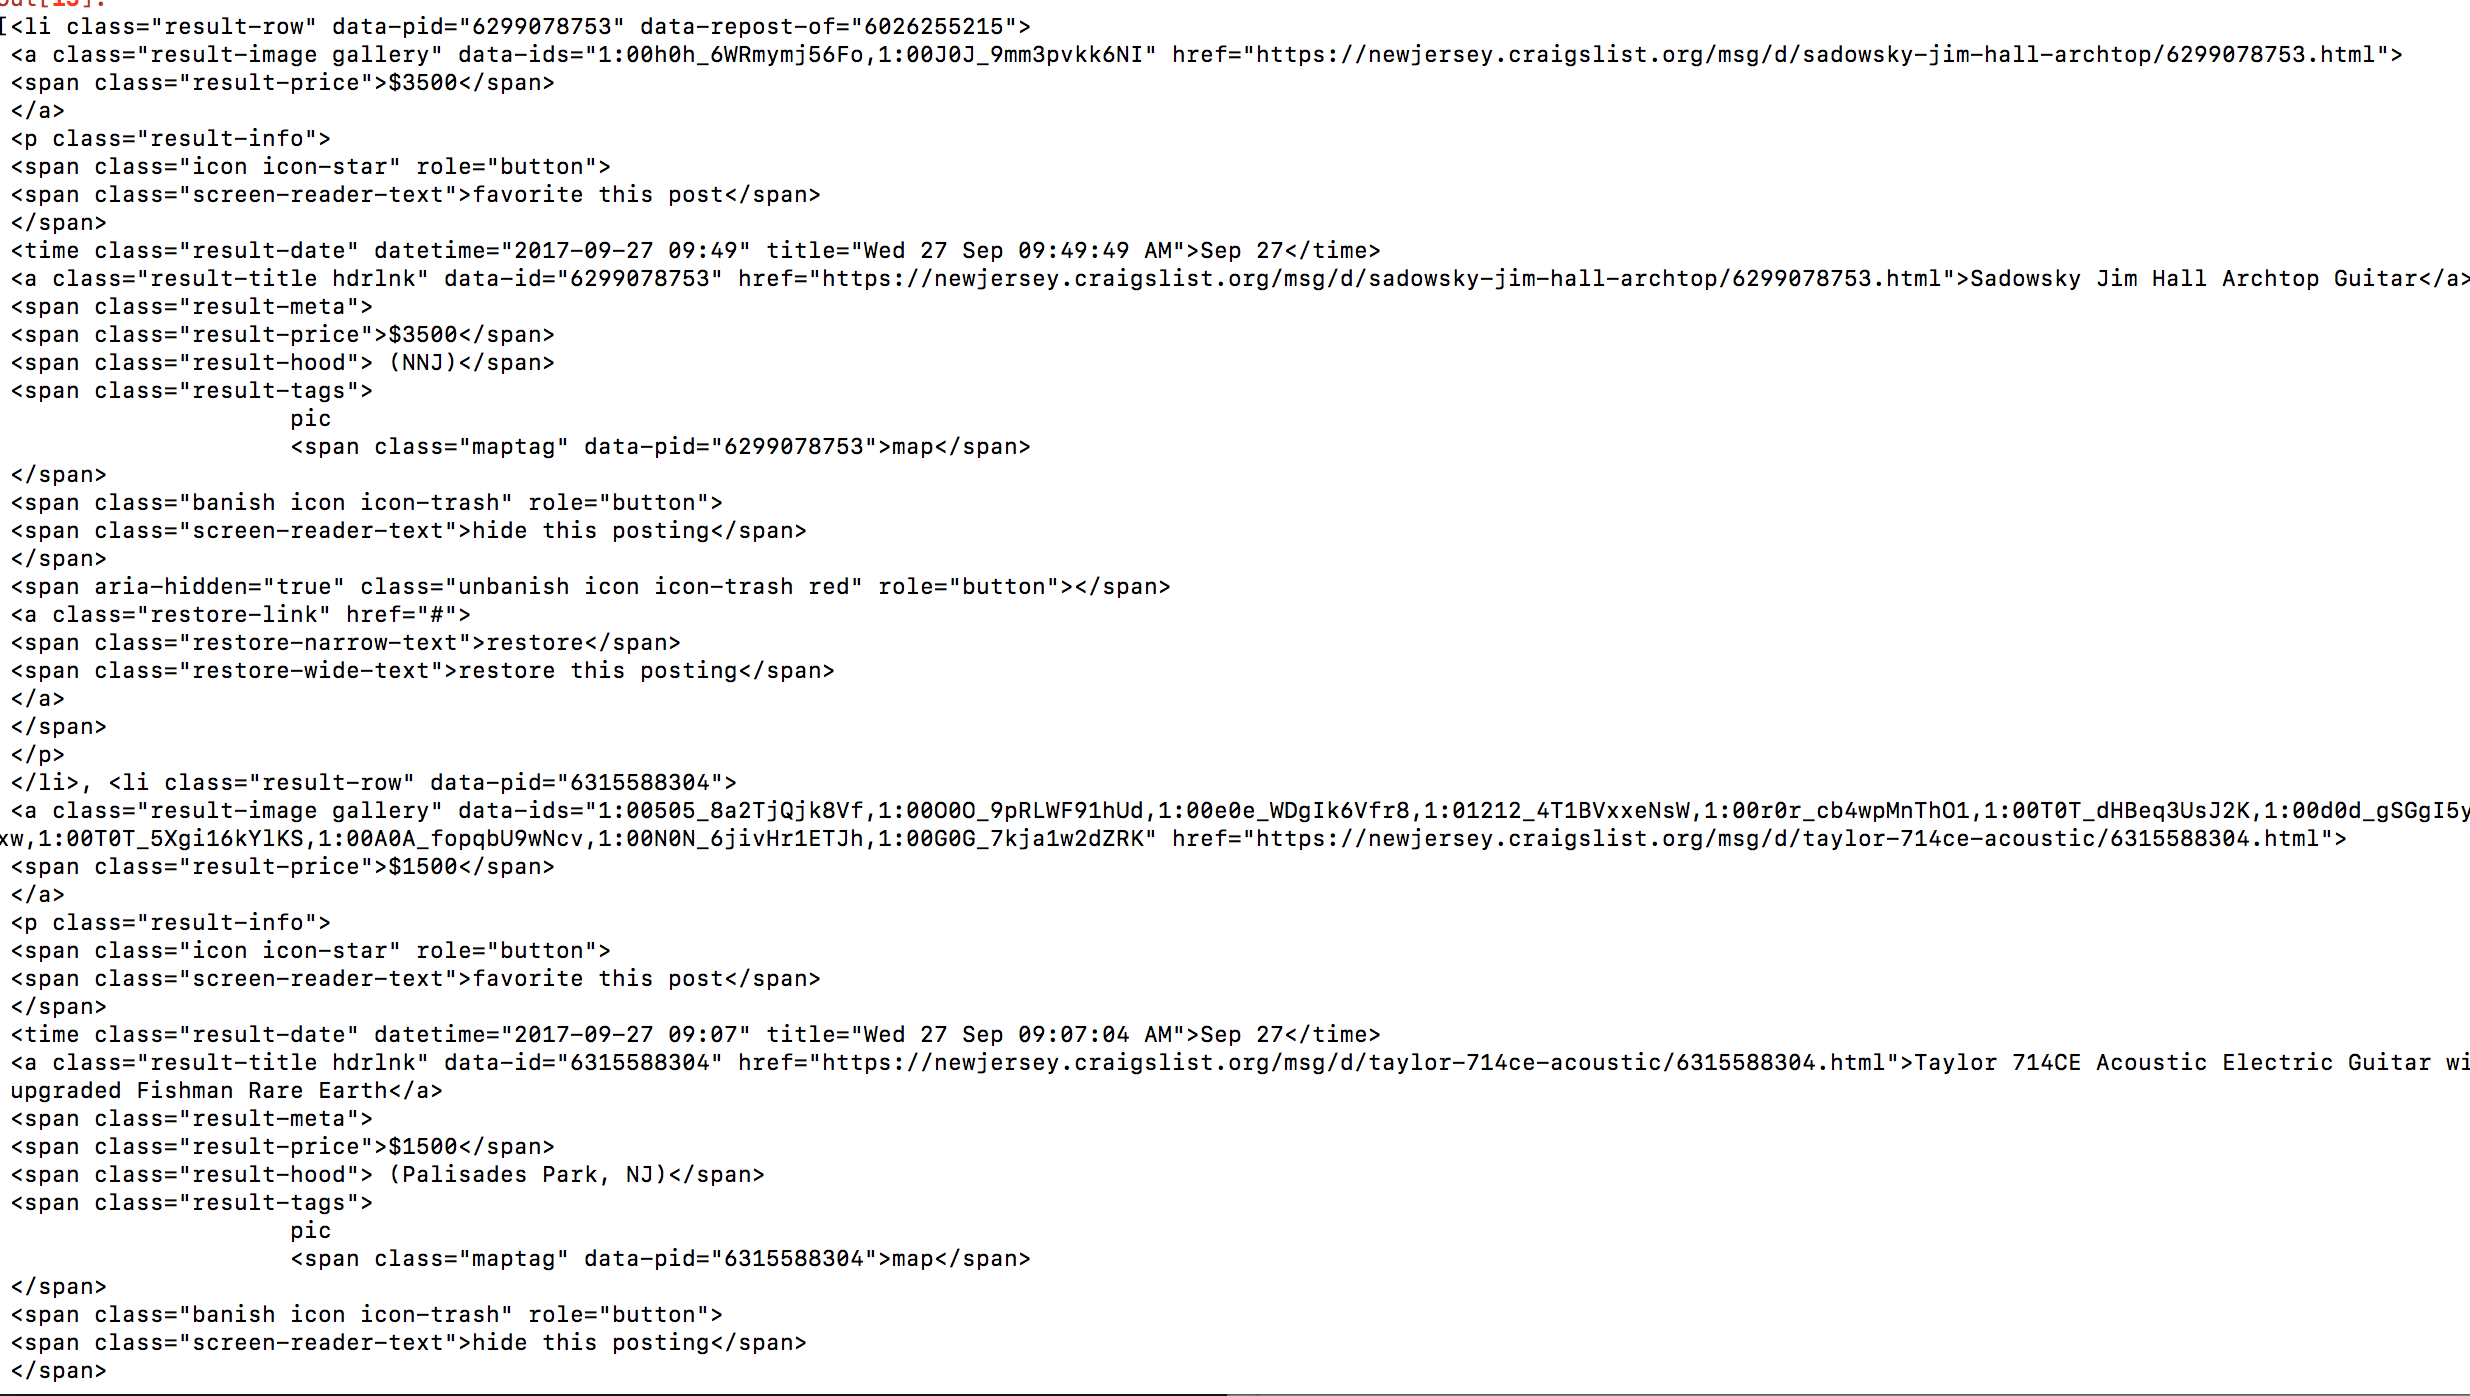 [<li class="result-row" data-pid="6299078753" data-repost-of="6026255215">
<a class="result-image gallery" data-ids="1:00h0h_6WRmymj56Fo,1:00J0J_9mm3pvkk6NI" href="https://newjersey.craigslist.org/msg/d/sadowsky-jim-hall-archtop/6299078753.html">
<span class="result-price">$3500</span>
</a>
<p class="result-info">
<span class="icon icon-star" role="button">
<span class="screen-reader-text">favorite this post</span>
</span>
<time class="result-date" datetime="2017-09-27 09:49" title="Wed 27 Sep 09:49:49 AM">Sep 27</time>
<a class="result-title hdrlnk" data-id="6299078753" href="https://newjersey.craigslist.org/msg/d/sadowsky-jim-hall-archtop/6299078753.html">Sadowsky Jim Hall Archtop Guitar</a>
<span class="result-meta">
<span class="result-price">$3500</span>
<span class="result-hood"> (NNJ)</span>
<span class="result-tags">
pic
<span class="maptag" data-pid="6299078753">map</span>
</span>
<span class="banish icon icon-trash" role="button">
<span class="screen-reader-text">hide this posting</span>
</span>
<span aria-hidden="true" class="unbanish icon icon-trash red" role="button"></span>
<a class="restore-link" href="#">
<span class="restore-narrow-text">restore</span>
<span class="restore-wide-text">restore this posting</span>
</a>
</span>
</p>
</li>, <li class="result-row" data-pid="6315588304">
<a class="result-image gallery" data-ids="1:00505_8a2TjQjk8Vf,1:00O0O_9pRLWF91hUd,1:00e0e_WDgIk6Vfr8,1:01212_4T1BVxxeNsW,1:00r0r_cb4wpMnThO1,1:00T0T_dHBeq3UsJ2K,1:00d0d_gSGgI5y
xw,1:00T0T_5Xgi16kYlKS,1:00A0A_fopqbU9wNcv,1:00N0N_6jivHr1ETJh,1:00G0G_7kja1w2dZRK" href="https://newjersey.craigslist.org/msg/d/taylor-714ce-acoustic/6315588304.html">
<span class="result-price">$1500</span>
</a>
<p class="result-info">
<span class="icon icon-star" role="button">
<span class="screen-reader-text">favorite this post</span>
</span>
<time class="result-date" datetime="2017-09-27 09:07" title="Wed 27 Sep 09:07:04 AM">Sep 27</time>
<a class="result-title hdrlnk" data-id="6315588304" href="https://newjersey.craigslist.org/msg/d/taylor-714ce-acoustic/6315588304.html">Taylor 714CE Acoustic Electric Guitar wi
upgraded Fishman Rare Earth</a>
<span class="result-meta">
<span class="result-price">$1500</span>
<span class="result-hood"> (Palisades Park, NJ)</span>
<span class="result-tags">
pic
<span class="maptag" data-pid="6315588304">map</span>
</span>
<span class="banish icon icon-trash" role="button">
<span class="screen-reader-text">hide this posting</span>
</span>